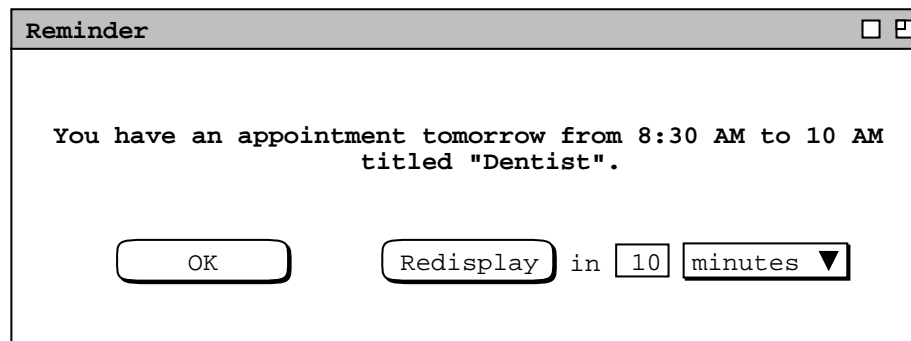 Reminder
You have an appointment tomorrow from 8:30 AM to 10 AM
titled "Dentist".
OK Redisplay in 10 minutes